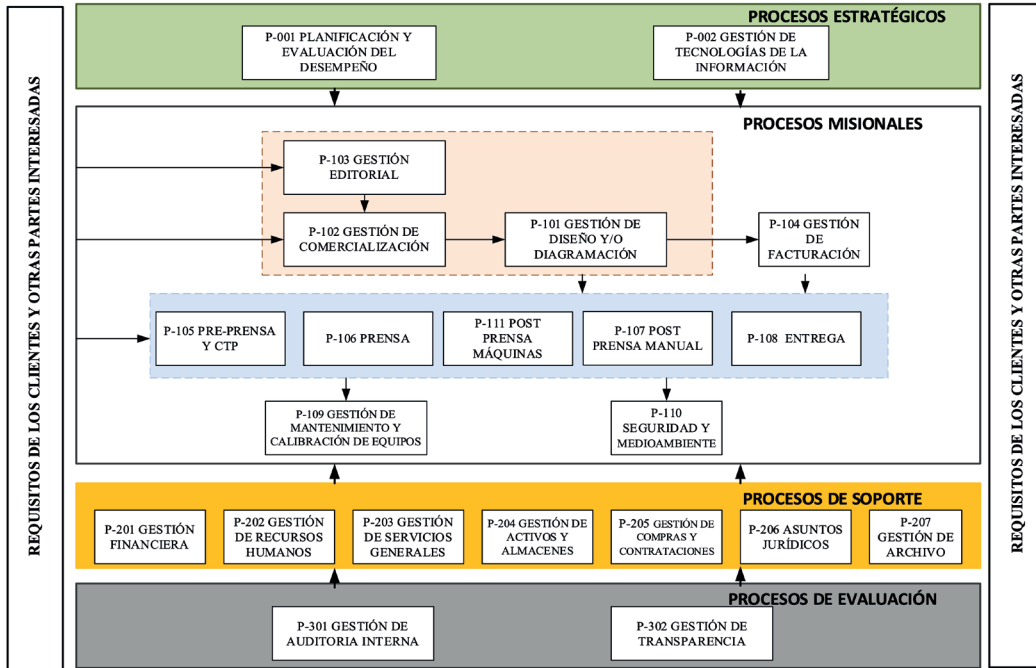 REQUISITOS DE LOS CLIENTES Y OTRAS PARTES INTERESADAS
PROCESOS ESTRATÉGICOS
P-001 PLANIFICACIÓN Y
EVALUACIÓN DEL
DESEMPEÑO
P-002 GESTIÓN DE
TECNOLOGÍAS DE LA
INFORMACIÓN
PROCESOS MISIONALES
P-103 GESTIÓN
EDITORIAL
P-102 GESTIÓN DE
COMERCIALIZACIÓN
P-101 GESTIÓN DE
DISEÑO Y/O
DIAGRAMACIÓN
P-104 GESTIÓN
DE
FACTURACIÓN
P-105 PRE-PRENSA
Y CTP
P-106 PRENSA
P-111 POST
PRENSA
MÁQUINAS
P-107 POST
PRENSA MANUAL
P-108 ENTREGA
P-109 GESTIÓN DE
MANTENIMIENTO Y
CALIBRACIÓN DE EQUIPOS
P-110
SEGURIDAD Y
MEDIOAMBIENTE
PROCESOS DE SOPORTE
P-201 GESTIÓN
FINANCIERA
P-202 GESTIÓN
DE RECURSOS
HUMANOS
P-203 GESTIÓN
DE SERVICIOS
GENERALES
P-204 GESTIÓN DE
ACTIVOS Y
ALMACENES
P-205 GESTIÓN DE
COMPRAS Y
CONTRATACIONES
P-206 ASUNTOS
JURÍDICOS
P-207
GESTIÓN DE
ARCHIVO
PROCESOS DE EVALUACIÓN
P-301 GESTIÓN DE
AUDITORIA INTERNA
P-302 GESTIÓN DE
TRANSPARENCIA
REQUISITOS DE LOS CLIENTES Y OTRAS PARTES INTERESADAS